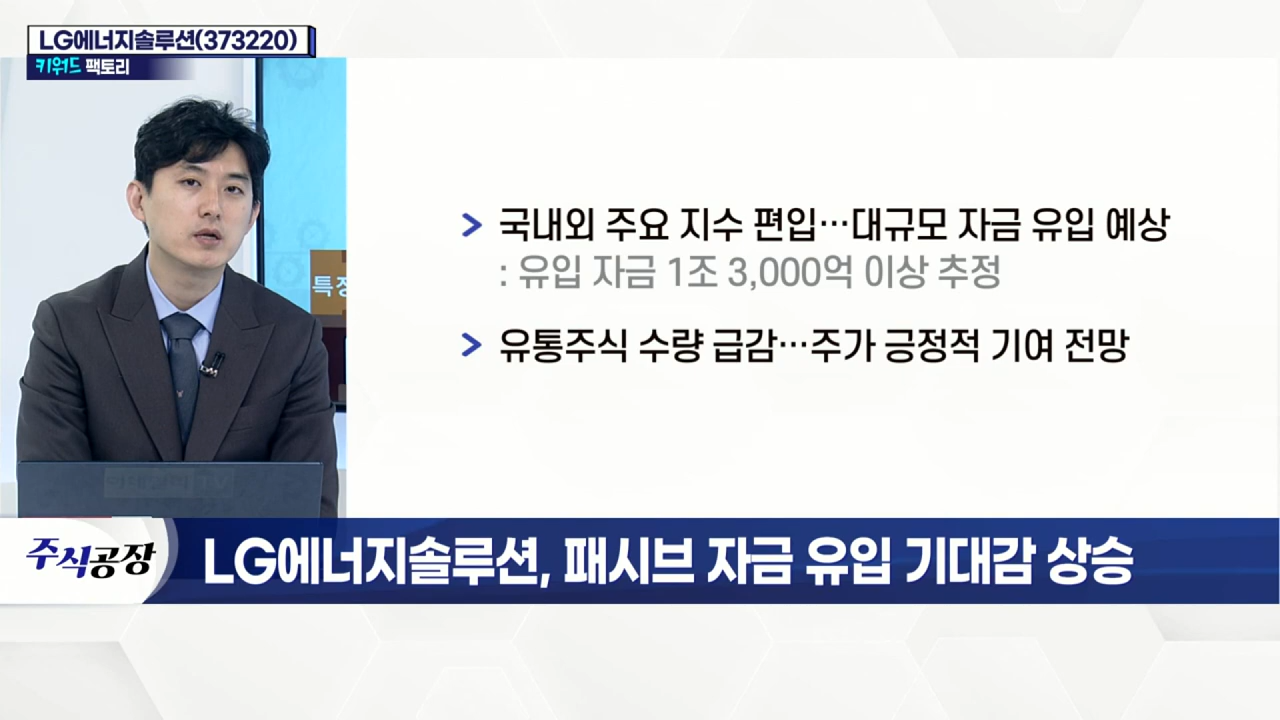 LG에너지솔루션(373220)
키워드 팩토리
특징
> 국내외 주요 지수 편입…대규모 자금 유입 예상
: 유입 자금 1조 3,000억 이상 추정
> 유통주식 수량 급감…주가 긍정적 기여 전망
주식공장
LG에너지솔루션, 패시브 자금 유입 기대감 상승